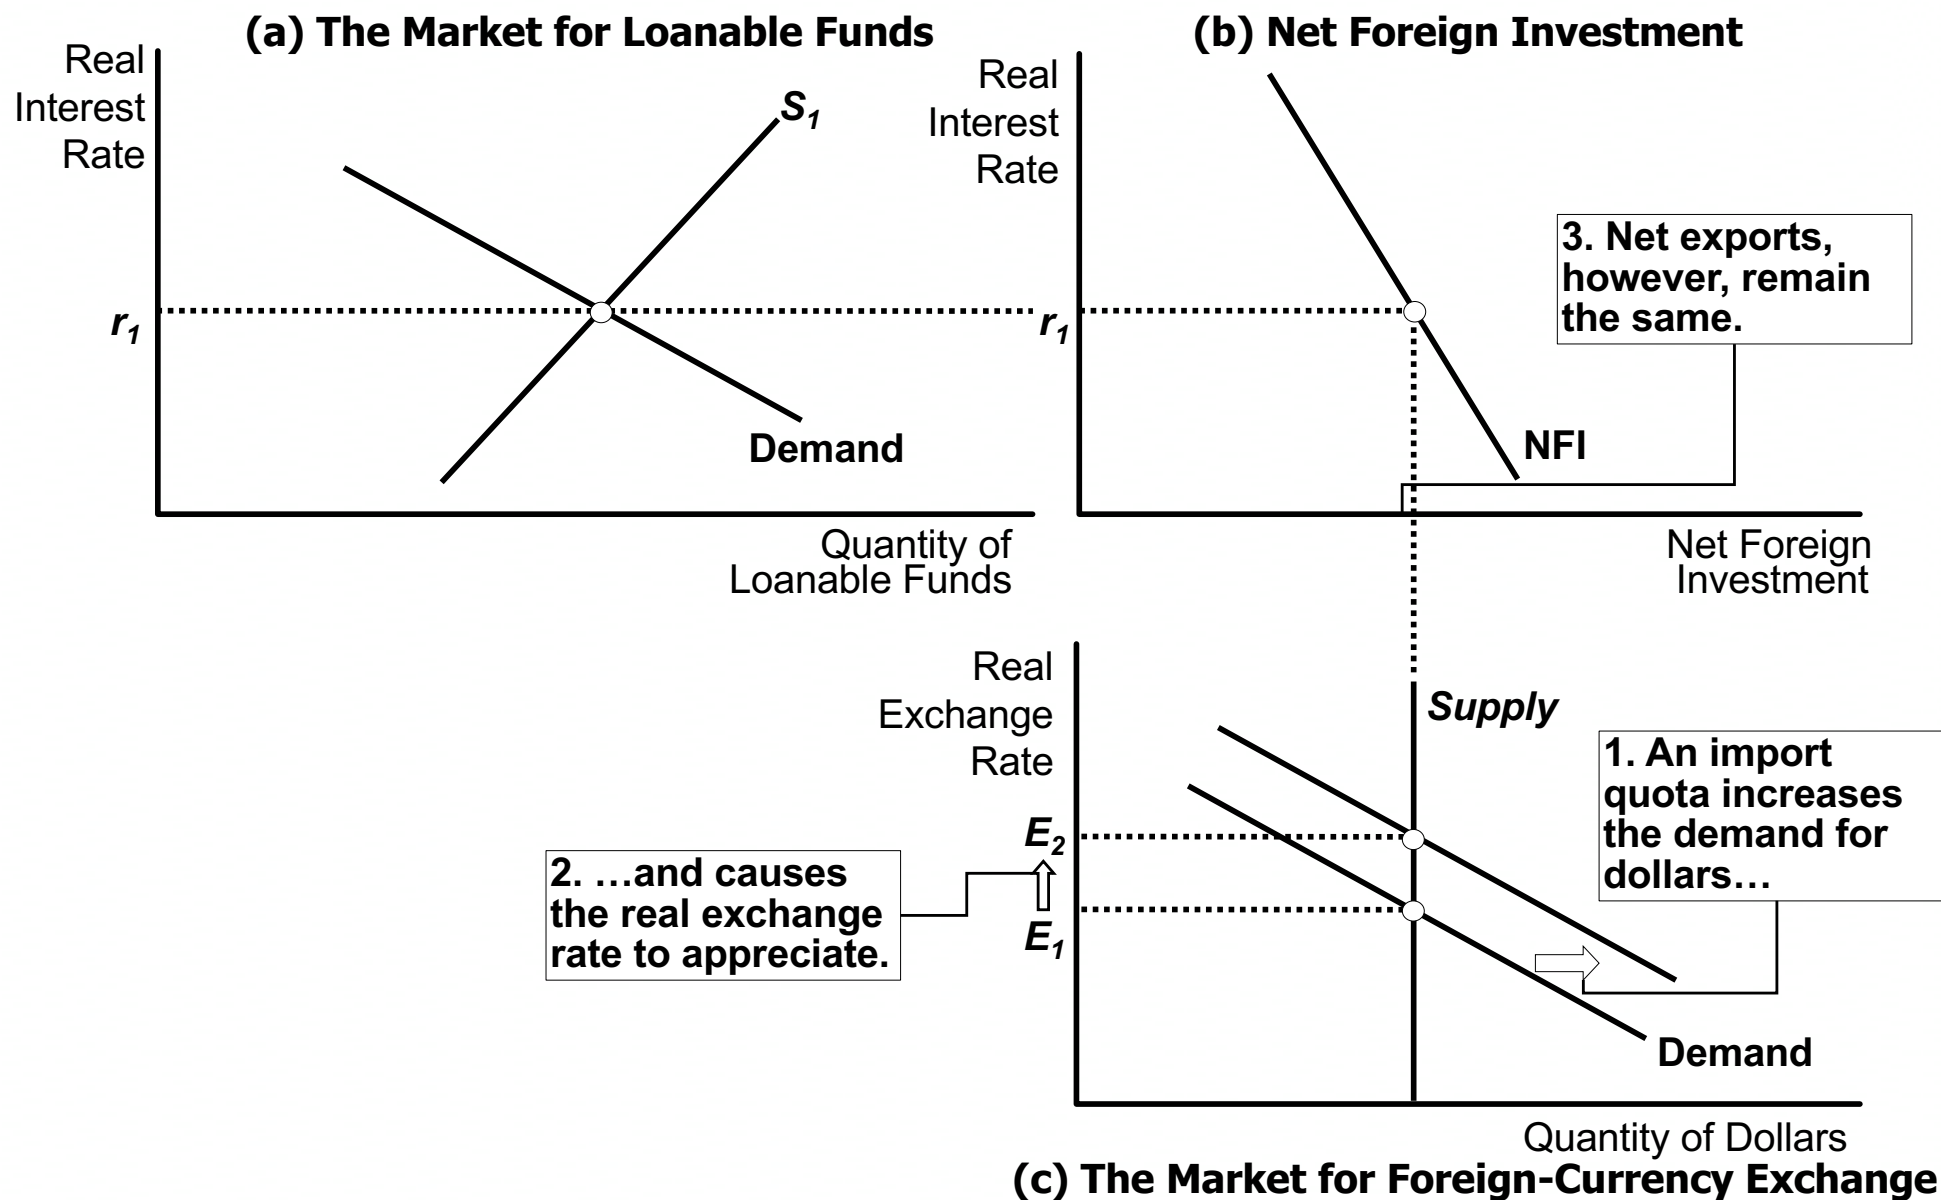 (a) The Market for Loanable Funds
Real
Interest
Rate
S1
r1
Demand
Quantity of
Loanable Funds
(b) Net Foreign Investment
Real
Interest
Rate
3. Net exports,
however, remain
the same.
r1
NFI
Net Foreign
Investment
Real
Exchange
Rate
Supply
1. An import
quota increases
the demand for
dollars…
E2
2. …and causes
the real exchange
rate to appreciate.
E1
Demand
Quantity of Dollars
(c) The Market for Foreign-Currency Exchange